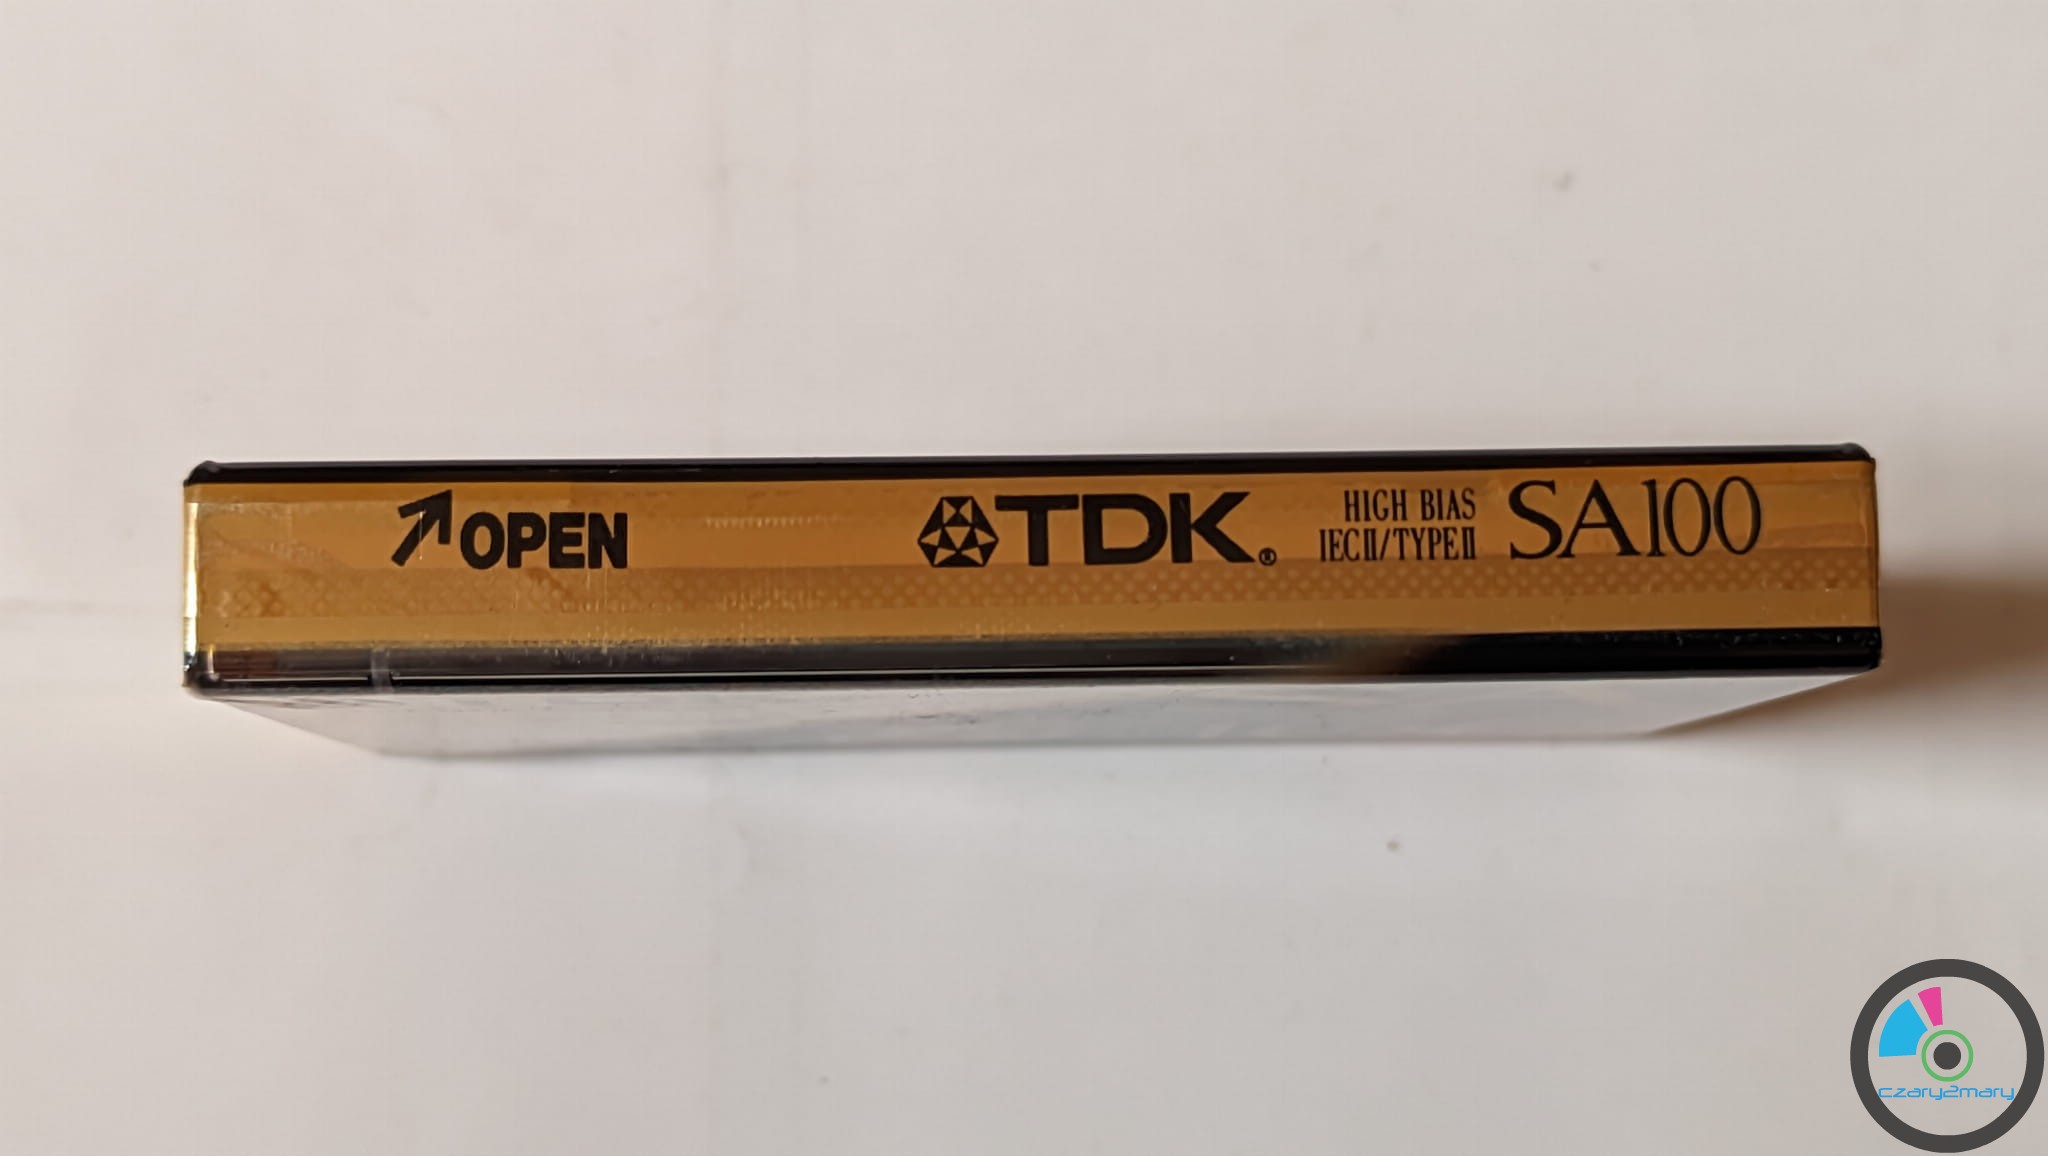 OPEN
TDK®
HIGH BIAS
IECII/TYPEII
SA100
czary2mary